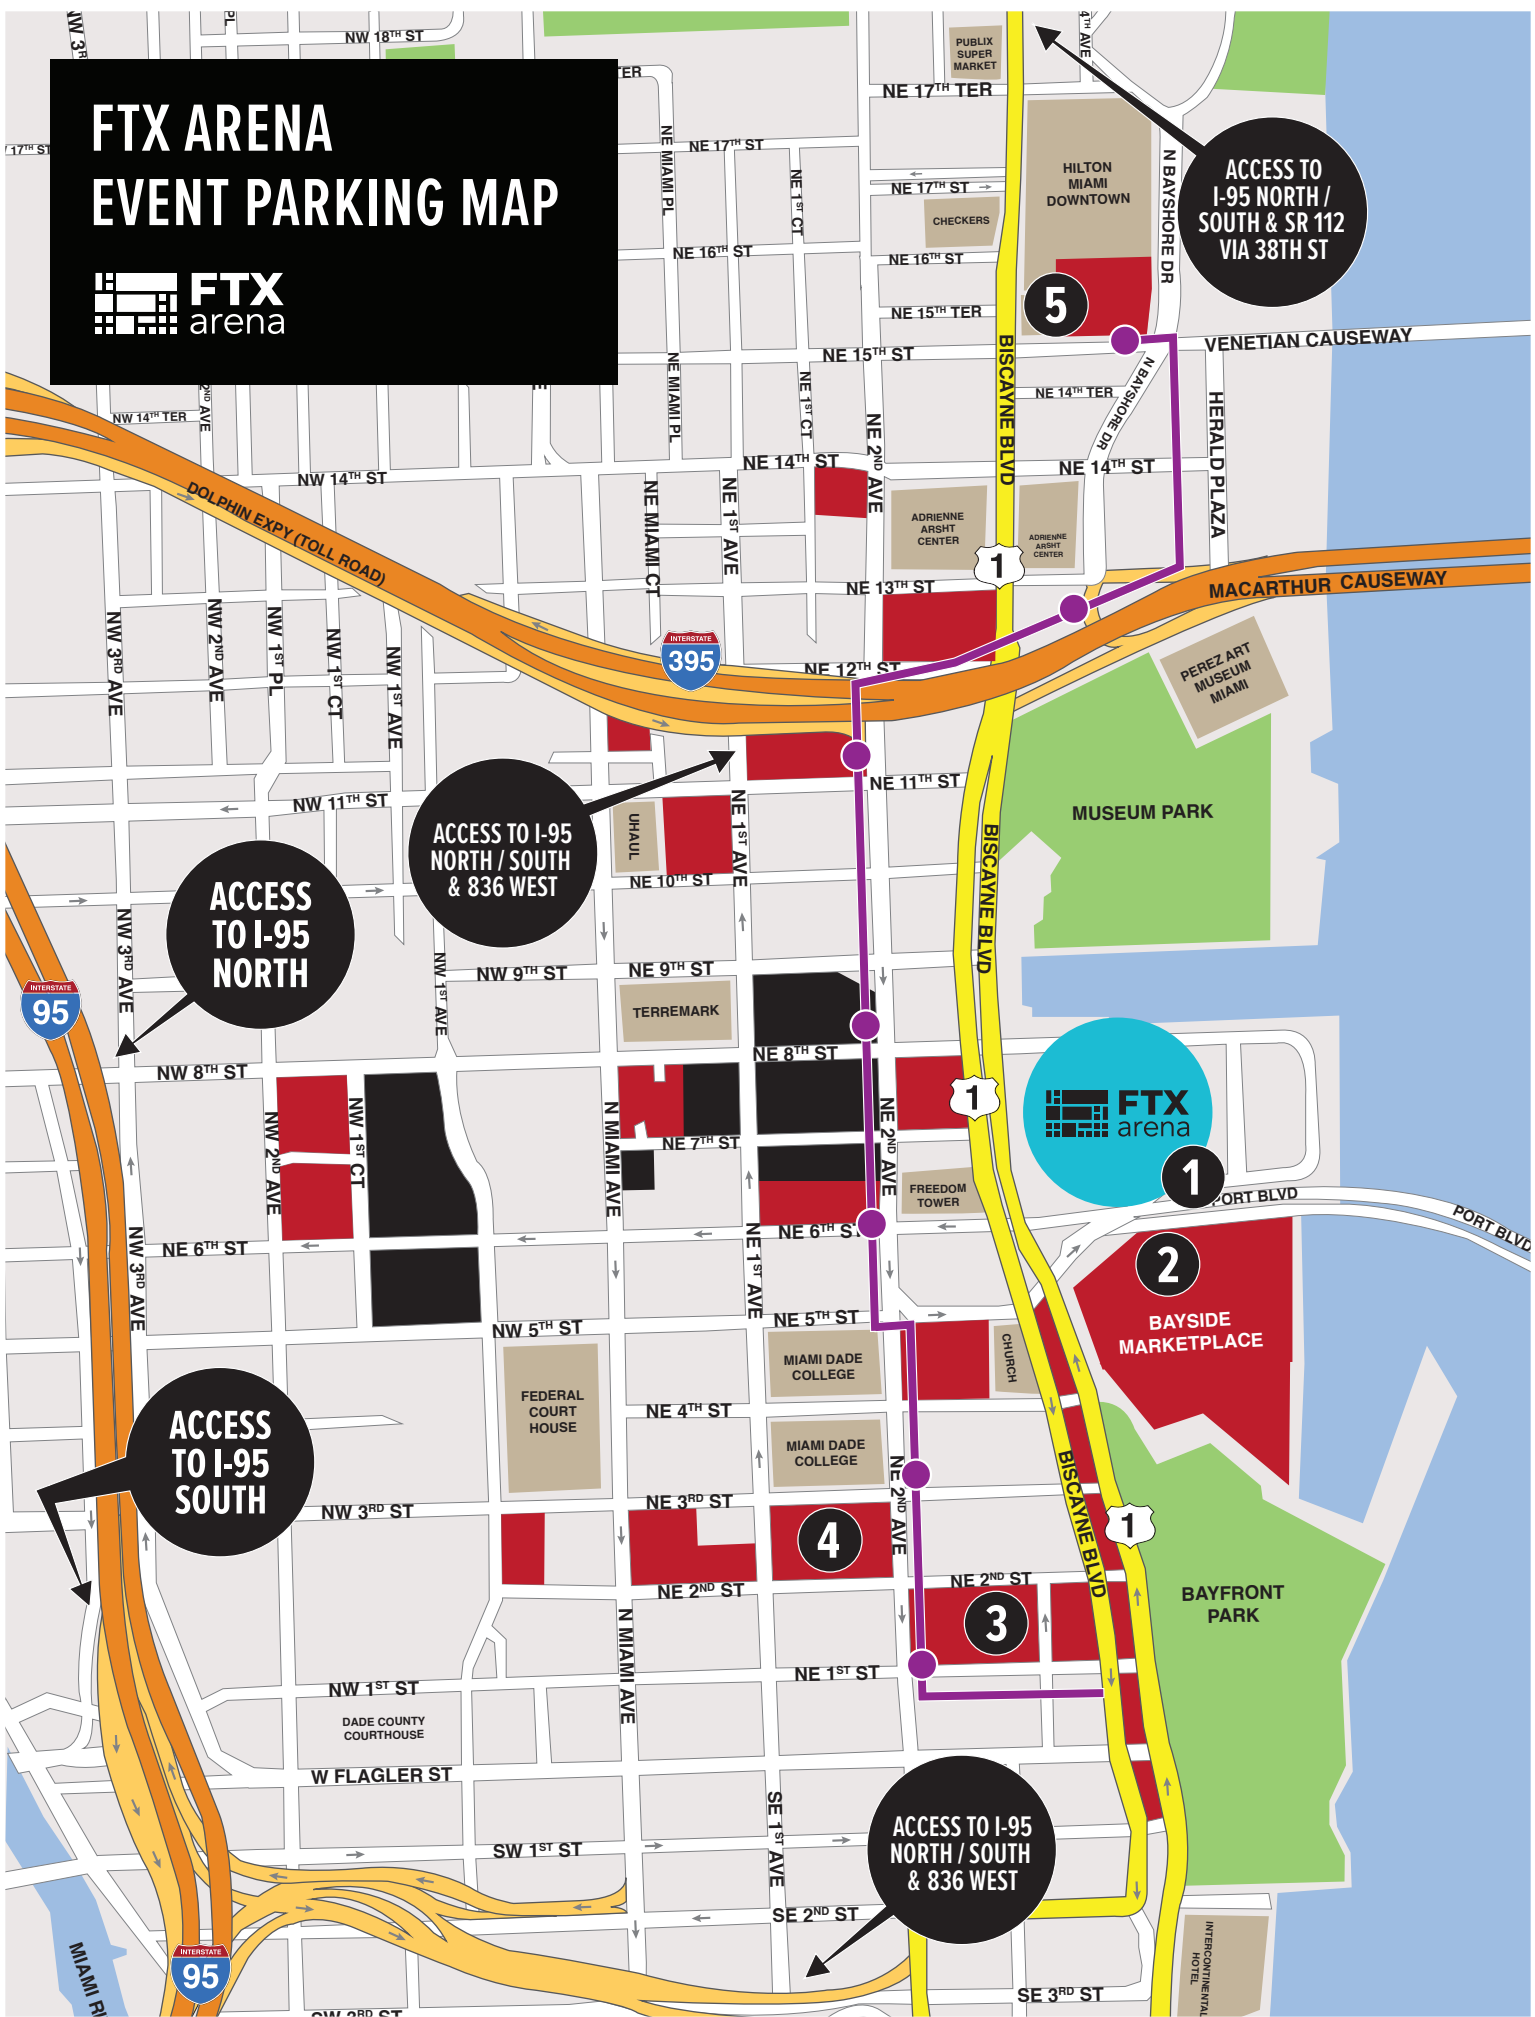 FTX ARENA
EVENT PARKING MAP
FTX
arena
NW 18TH ST
PUBLIX
SUPER
MARKET
NE 17TH TER
NE 17TH ST
NE 17TH ST
CHECKERS
NE 16TH ST
NE 16TH ST
NE 15TH TER
NE 15TH ST
NE MIAMI PL
NE 1ST CT
HILTON
MIAMI
DOWNTOWN
N BAYSHORE DR
ACCESS TO
I-95 NORTH /
SOUTH & SR 112
VIA 38TH ST
5
VENETIAN CAUSEWAY
BISCAYNE BLVD
NE 14TH TER
N BAYSHORE DR
HERALD PLAZA
NE MIAMI PL
NE 1ST CT
NE 2ND AVE
NW 14TH TER
NW 14TH ST
NE 14TH ST
NE 14TH ST
DOLPHIN EXPY (TOLL ROAD)
NE MIAMI CT
NE 1ST AVE
ADRIENNE
ARSHT
CENTER
ADRIENNE
ARSHT
CENTER
1
NE 13TH ST
MACARTHUR CAUSEWAY
NW 3RD AVE
NW 2ND AVE
NW 1ST PL
NW 1ST CT
NW 1ST AVE
INTERSTATE
395
NE 12TH ST
PEREZ ART
MUSEUM
MIAMI
NE 11TH ST
MUSEUM PARK
NW 11TH ST
ACCESS TO I-95
NORTH / SOUTH
& 836 WEST
UHAUL
NE 1ST AVE
BISCAYNE BLVD
NE 10TH ST
ACCESS
TO I-95
NORTH
NW 3RD AVE
NW 1ST AVE
NW 9TH ST
NE 9TH ST
TERREMARK
INTERSTATE
95
NE 8TH ST
NW 8TH ST
NW 2ND AVE
NW 1ST CT
N MIAMI AVE
NE 7TH ST
NE 2ND AVE
1
FTX
arena
1
FREEDOM
TOWER
PORT BLVD
PORT BLVD
NE 6TH ST
NE 6TH ST
NW 3RD AVE
NE 1ST AVE
2
BAYSIDE
MARKETPLACE
NW 5TH ST
NE 5TH ST
MIAMI DADE
COLLEGE
CHURCH
FEDERAL
COURT
HOUSE
NE 4TH ST
MIAMI DADE
COLLEGE
ACCESS
TO I-95
SOUTH
NE 2ND AVE
BISCAYNE BLVD
NW 3RD ST
NE 3RD ST
4
1
NE 2ND ST
NE 2ND ST
3
BAYFRONT
PARK
N MIAMI AVE
NE 1ST ST
NW 1ST ST
DADE COUNTY
COURTHOUSE
W FLAGLER ST
SE 1ST AVE
SW 1ST ST
ACCESS TO I-95
NORTH / SOUTH
& 836 WEST
SE 2ND ST
INTERCONTINENTAL
HOTEL
INTERSTATE
95
SE 3RD ST